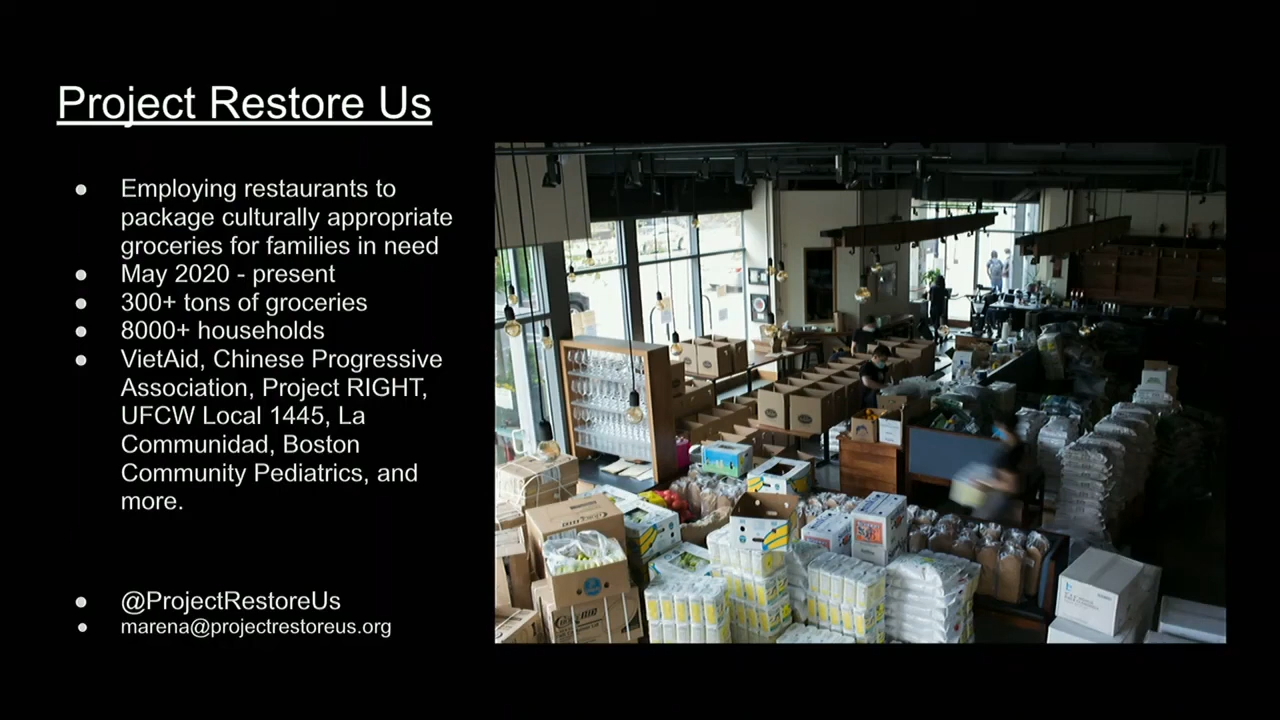 Project Restore Us
● Employing restaurants to
package culturally appropriate
groceries for families in need
● May 2020 - present
● 300+ tons of groceries
● 8000+ households
● VietAid, Chinese Progressive
Association, Project RIGHT,
UFCW Local 1445, La
Communidad, Boston
Community Pediatrics, and
more.
● @ProjectRestoreUs
● marena@projectrestoreus.org